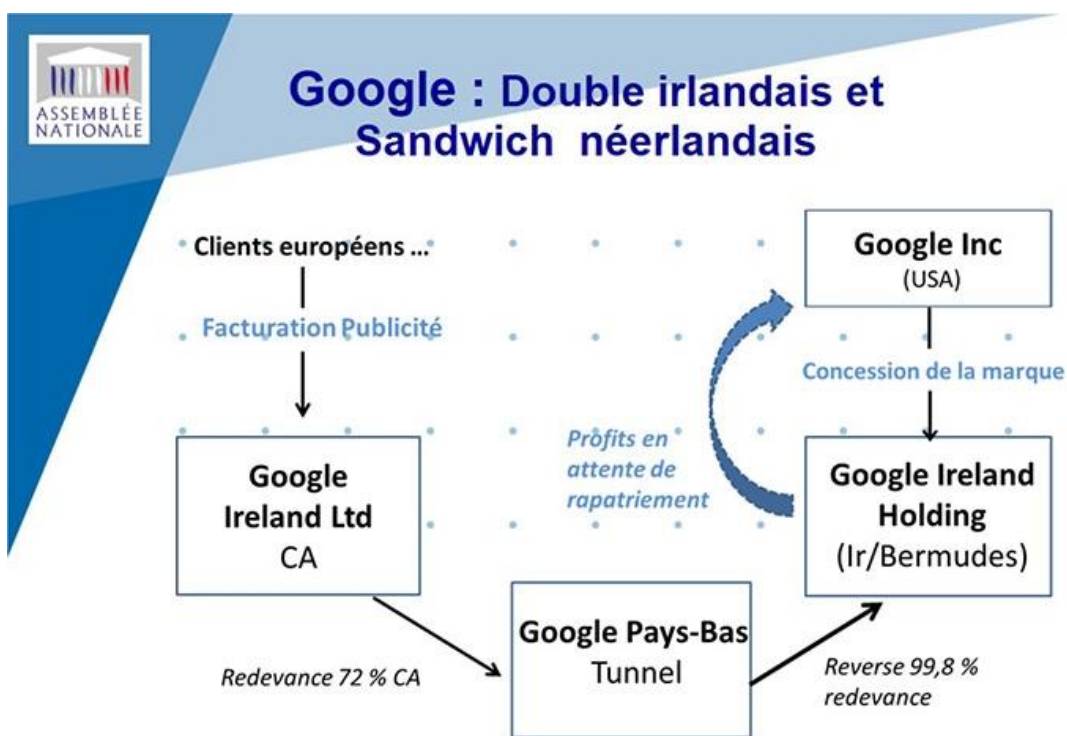 ASSEMBLÉE
NATIONALE
Google : Double irlandais et
Sandwich néerlandais
Clients européens ...
Facturation Publicité
Google
Ireland Ltd
CA
Redevance 72 % CA
Google Pays-Bas
Tunnel
Reverse 99,8 %
redevance
Google Inc
(USA)
Concession de la marque
Google Ireland
Holding
(Ir/Bermudes)
Profits en
attente de
rapatriement